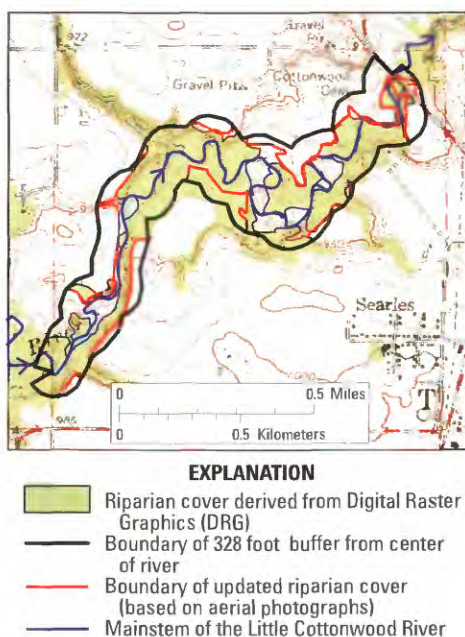 922
Gravel
Gravel Pits
Cottonwood
Searles
T
0 0.5 Miles
0 0.5 Kilometers
EXPLANATION
Riparian cover derived from Digital Raster
Graphics (DRG)
Boundary of 328 foot buffer from center
of river
Boundary of updated riparian cover
(based on aerial photographs)
Mainstem of the Little Cottonwood River